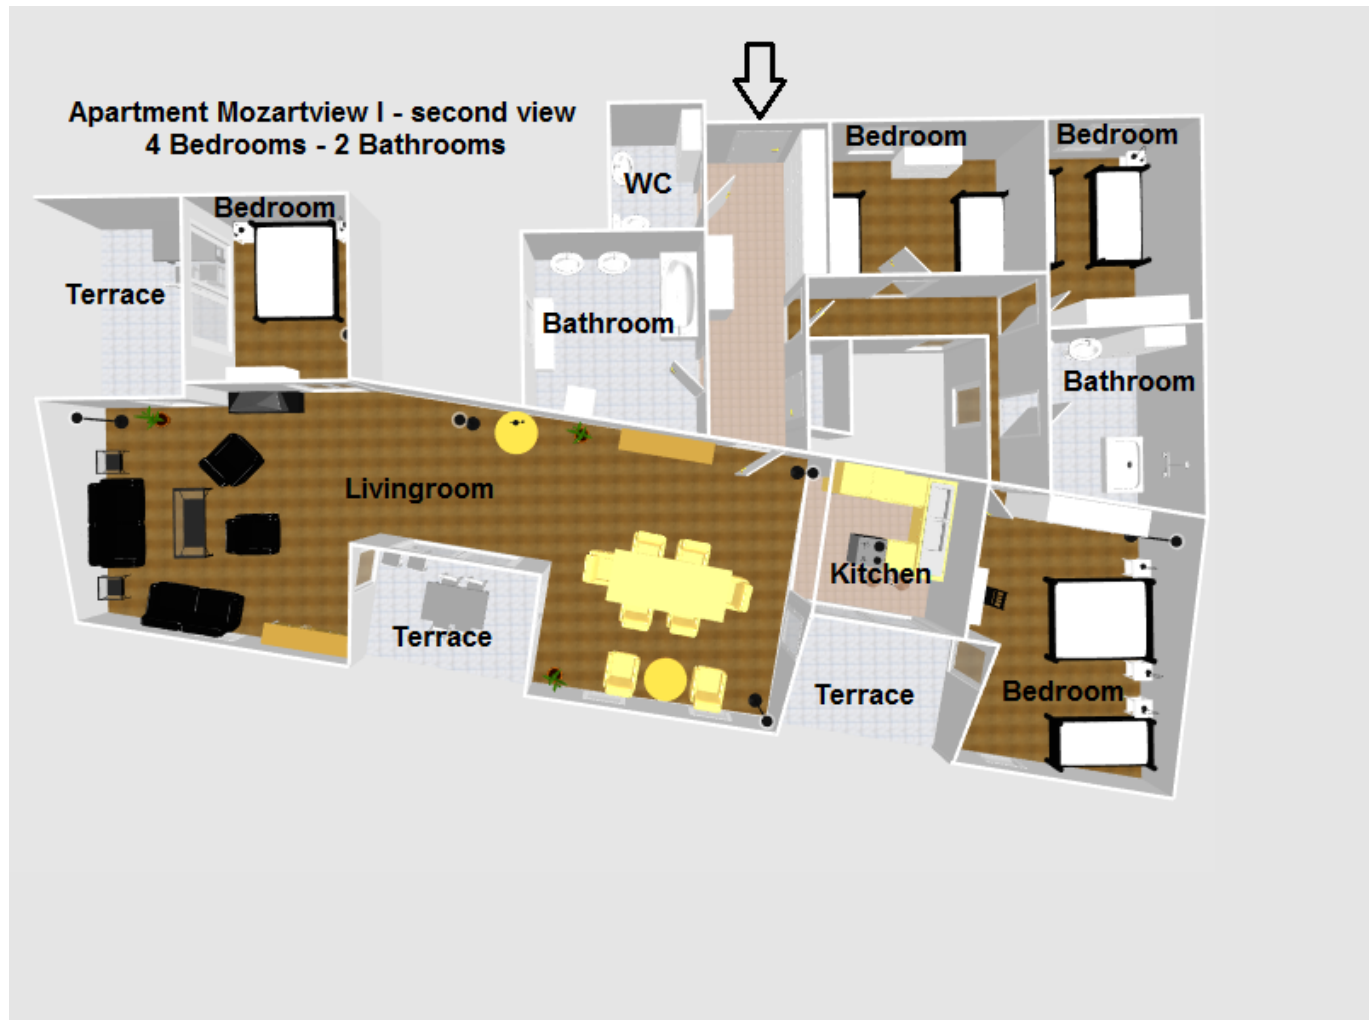 Apartment Mozartview I - second view
4 Bedrooms - 2 Bathrooms
Bedroom
Bedroom
WC
Bedroom
Terrace
Bathroom
Bathroom
Livingroom
Kitchen
Terrace
Terrace
Bedroom